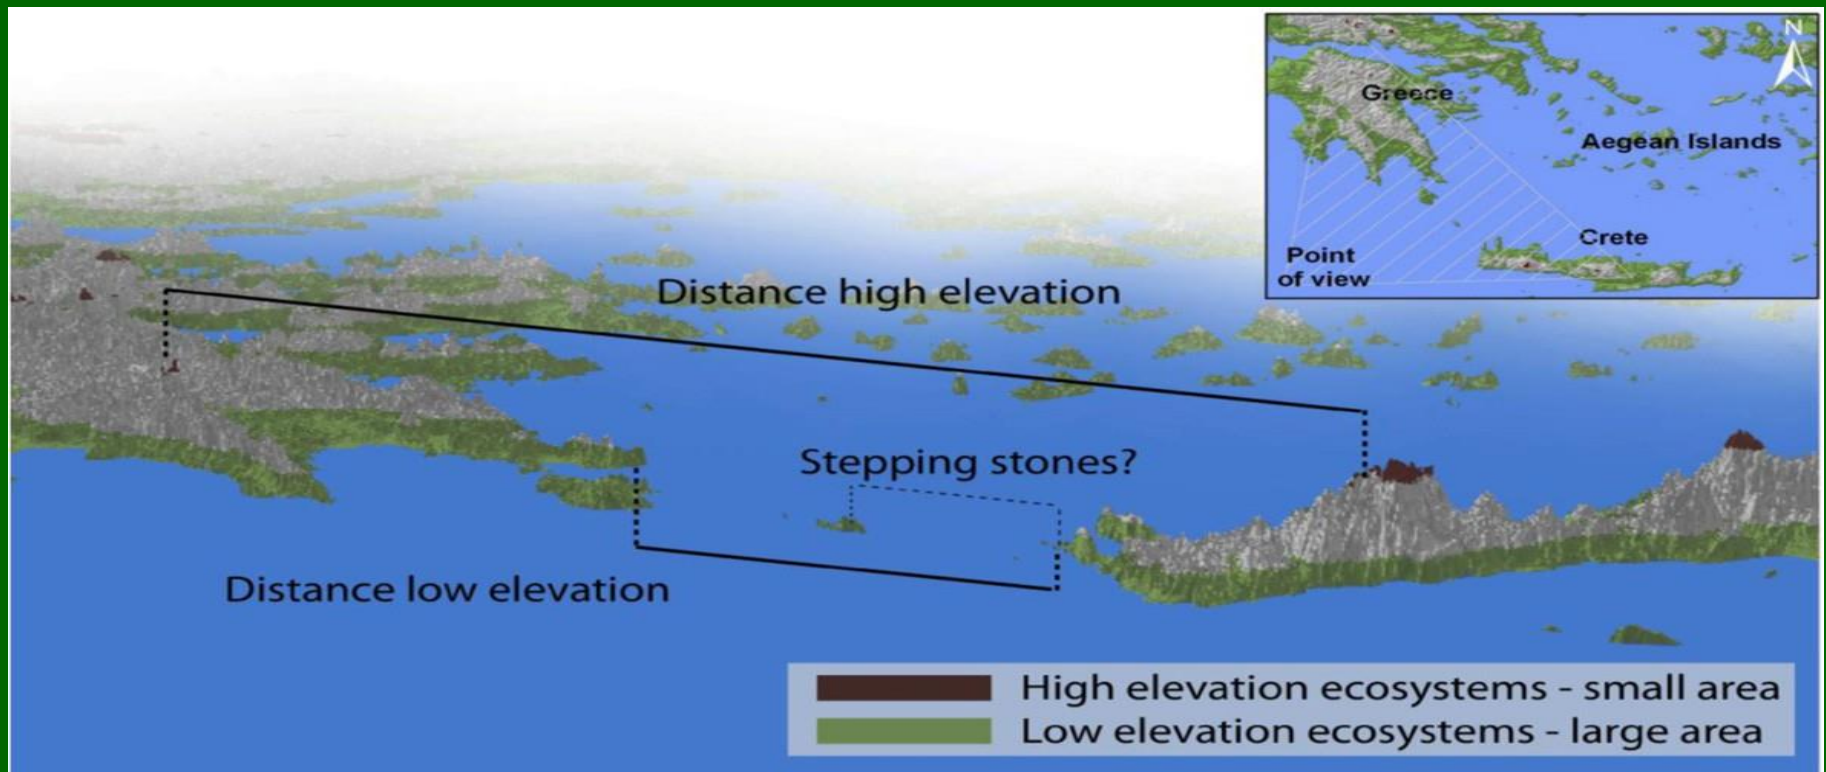 N
Greece
Aegean Islands
Crete
Point
of view
Distance high elevation
Stepping stones?
Distance low elevation
High elevation ecosystems - small area
Low elevation ecosystems - large area